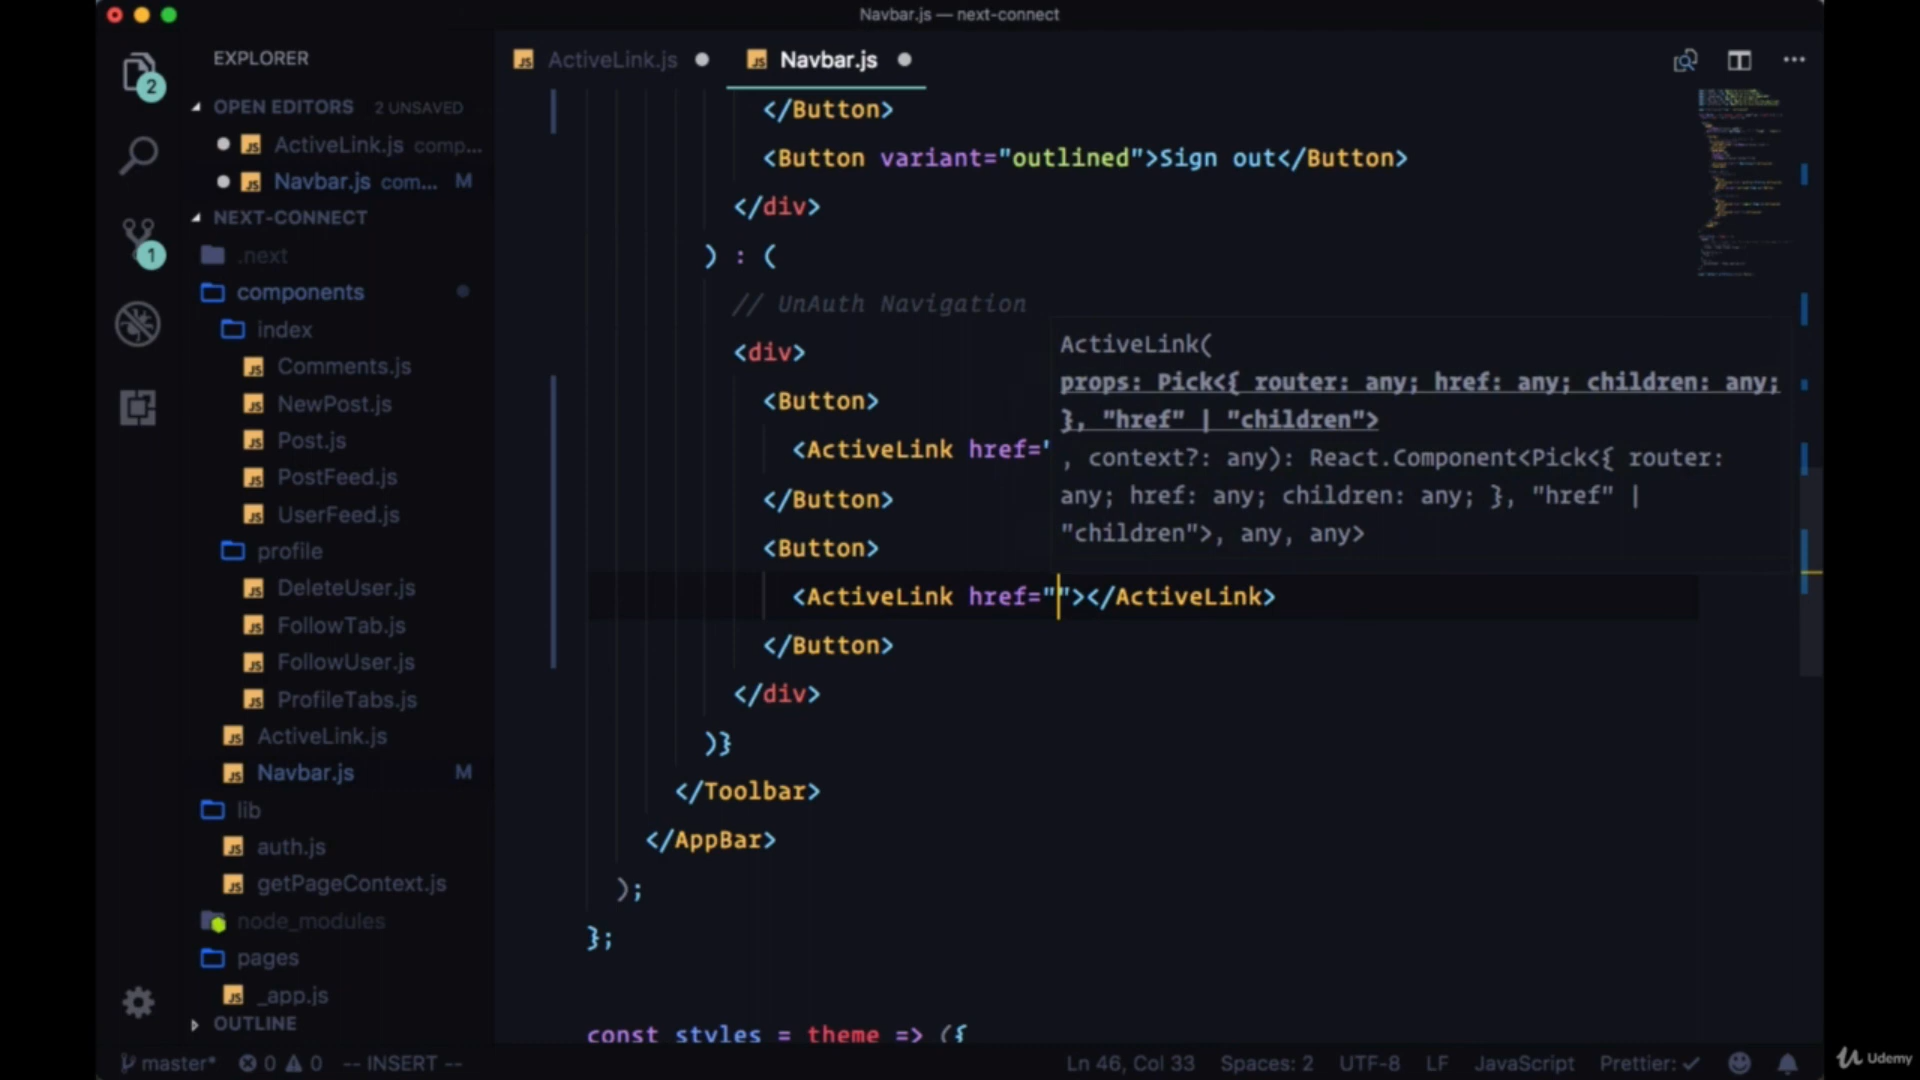 Navbar.js — next-connect
EXPLORER
OPEN EDITORS 2 UNSAVED
ActiveLink.js comp...
Navbar.js com... M
NEXT-CONNECT
.next
components
index
Comments.js
NewPost.js
Post.js
PostFeed.js
UserFeed.js
profile
DeleteUser.js
FollowTab.js
FollowUser.js
ProfileTabs.js
ActiveLink.js
Navbar.js M
lib
auth.js
getPageContext.js
node_modules
pages
_app.js
OUTLINE
2
1
ActiveLink.js
Navbar.js
</Button>
<Button variant="outlined">Sign out</Button>
</div>
) : (
// UnAuth Navigation
<div>
<Button>
<ActiveLink href="
</Button>
<Button>
<ActiveLink href=""></ActiveLink>
</Button>
</div>
)}
</Toolbar>
</AppBar>
);
};
const styles = theme => ({
ActiveLink(
props: Pick<{ router: any; href: any; children: any;
}, "href" | "children">
, context?: any): React.Component<Pick<{ router:
any; href: any; children: any; }, "href" |
"children">, any, any>
master* 0 0 -- INSERT -- Ln 46, Col 33 Spaces: 2 UTF-8 LF JavaScript Prettier: ✓
Udemy